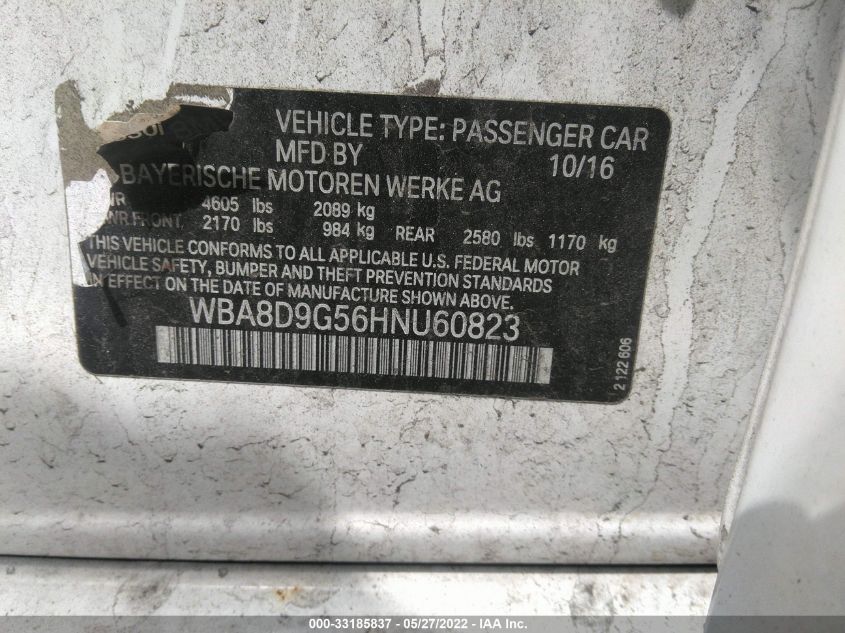 VEHICLE TYPE: PASSENGER CAR
MFD BY 10/16
BAYERISCHE MOTOREN WERKE AG
4605 lbs 2089 kg
FRONT. 2170 lbs 984 kg REAR 2580 lbs 1170 kg
THIS VEHICLE CONFORMS TO ALL APPLICABLE U.S. FEDERAL MOTOR
VEHICLE SAFETY, BUMPER AND THEFT PREVENTION STANDARDS
IN EFFECT ON THE DATE OF MANUFACTURE SHOWN ABOVE.
WBA8D9G56HNU60823
2 122 606
000-33185837 - 05/27/2022 - IAA Inc.